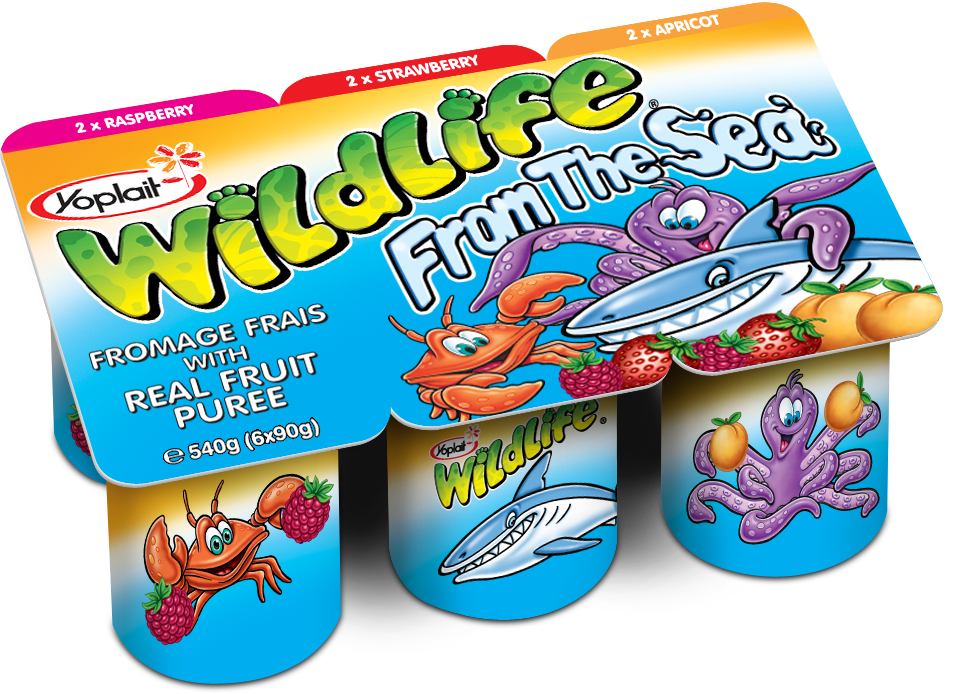 2 x RASPBERRY
2 x STRAWBERRY
2 x APRICOT
Yoplait
WiLdLife®
From The Sea
FROMAGE FRAIS
WITH
REAL FRUIT
PUREE
℮ 540g (6x90g)
Yoplait
WiLdLife®